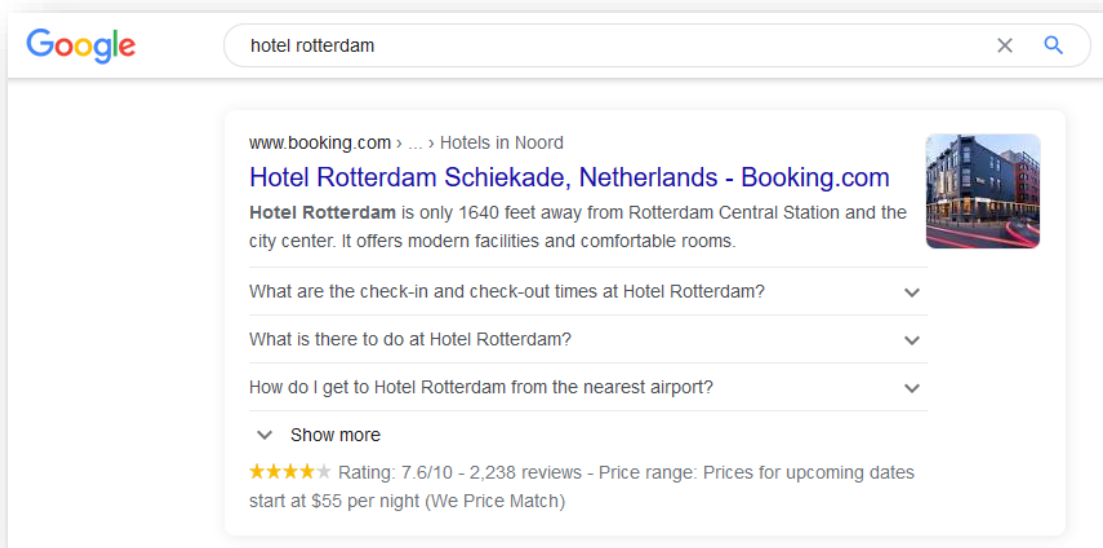 Google
hotel rotterdam
www.booking.com › ... › Hotels in Noord
Hotel Rotterdam Schiekade, Netherlands - Booking.com
Hotel Rotterdam is only 1640 feet away from Rotterdam Central Station and the
city center. It offers modern facilities and comfortable rooms.
What are the check-in and check-out times at Hotel Rotterdam?
What is there to do at Hotel Rotterdam?
How do I get to Hotel Rotterdam from the nearest airport?
Show more
Rating: 7.6/10 - 2,238 reviews - Price range: Prices for upcoming dates
start at $55 per night (We Price Match)